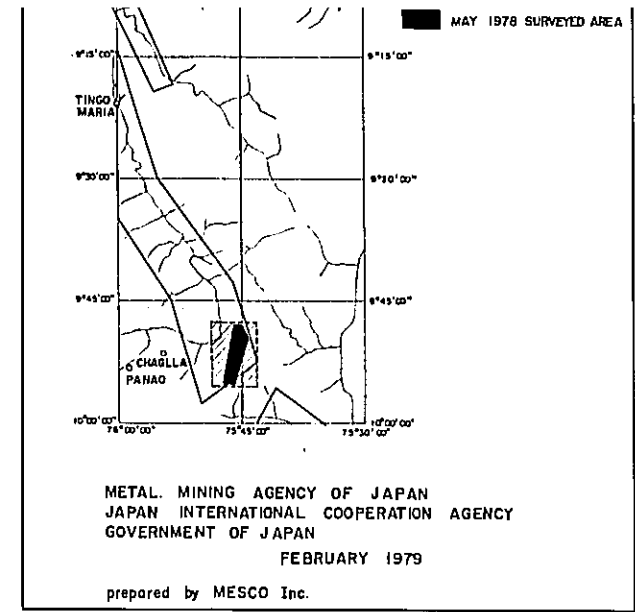 MAY 1978 SURVEYED AREA
9°15'00" 9°15'00"
TINGO
MARIA
9°30'00" 9°30'00"
9°45'00" 9°45'00"
CHAGLLA
PANAO
10°00'00" 10°00'00"
76°00'00" 75°45'00" 75°30'00"
METAL. MINING AGENCY OF JAPAN
JAPAN INTERNATIONAL COOPERATION AGENCY
GOVERNMENT OF JAPAN
FEBRUARY 1979
prepared by MESCO Inc.